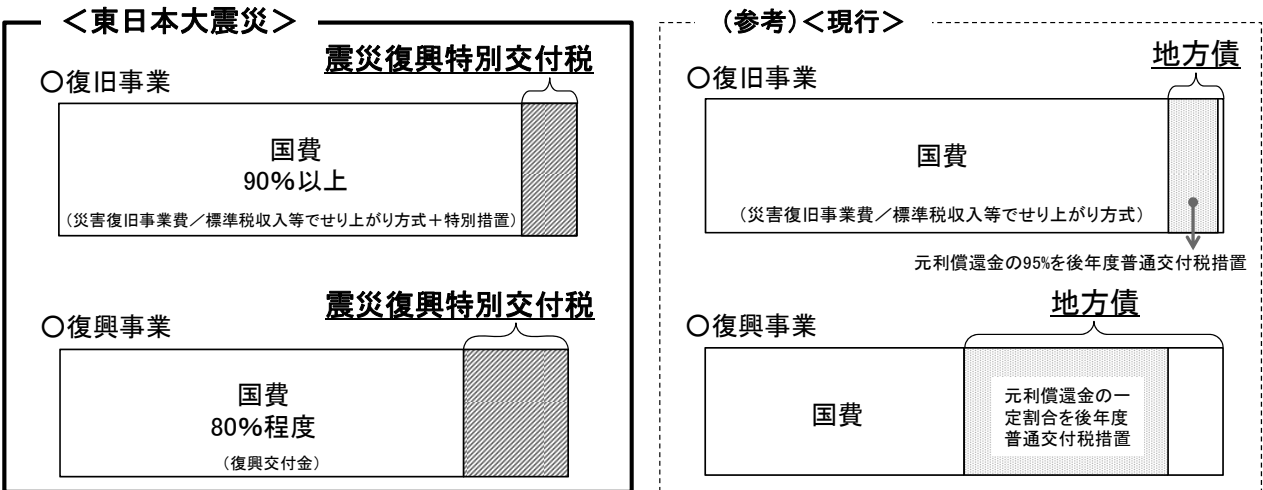 ＜東日本大震災＞
震災復興特別交付税
〇復旧事業
国費
90%以上
（災害復旧事業費／標準税収入等でせり上がり方式＋特別措置）
震災復興特別交付税
〇復興事業
国費
80%程度
（復興交付金）
（参考）＜現行＞
地方債
〇復旧事業
国費
（災害復旧事業費／標準税収入等でせり上がり方式）
元利償還金の95%を後年度普通交付税措置
地方債
〇復興事業
国費
元利償還金の一
定割合を後年度
普通交付税措置